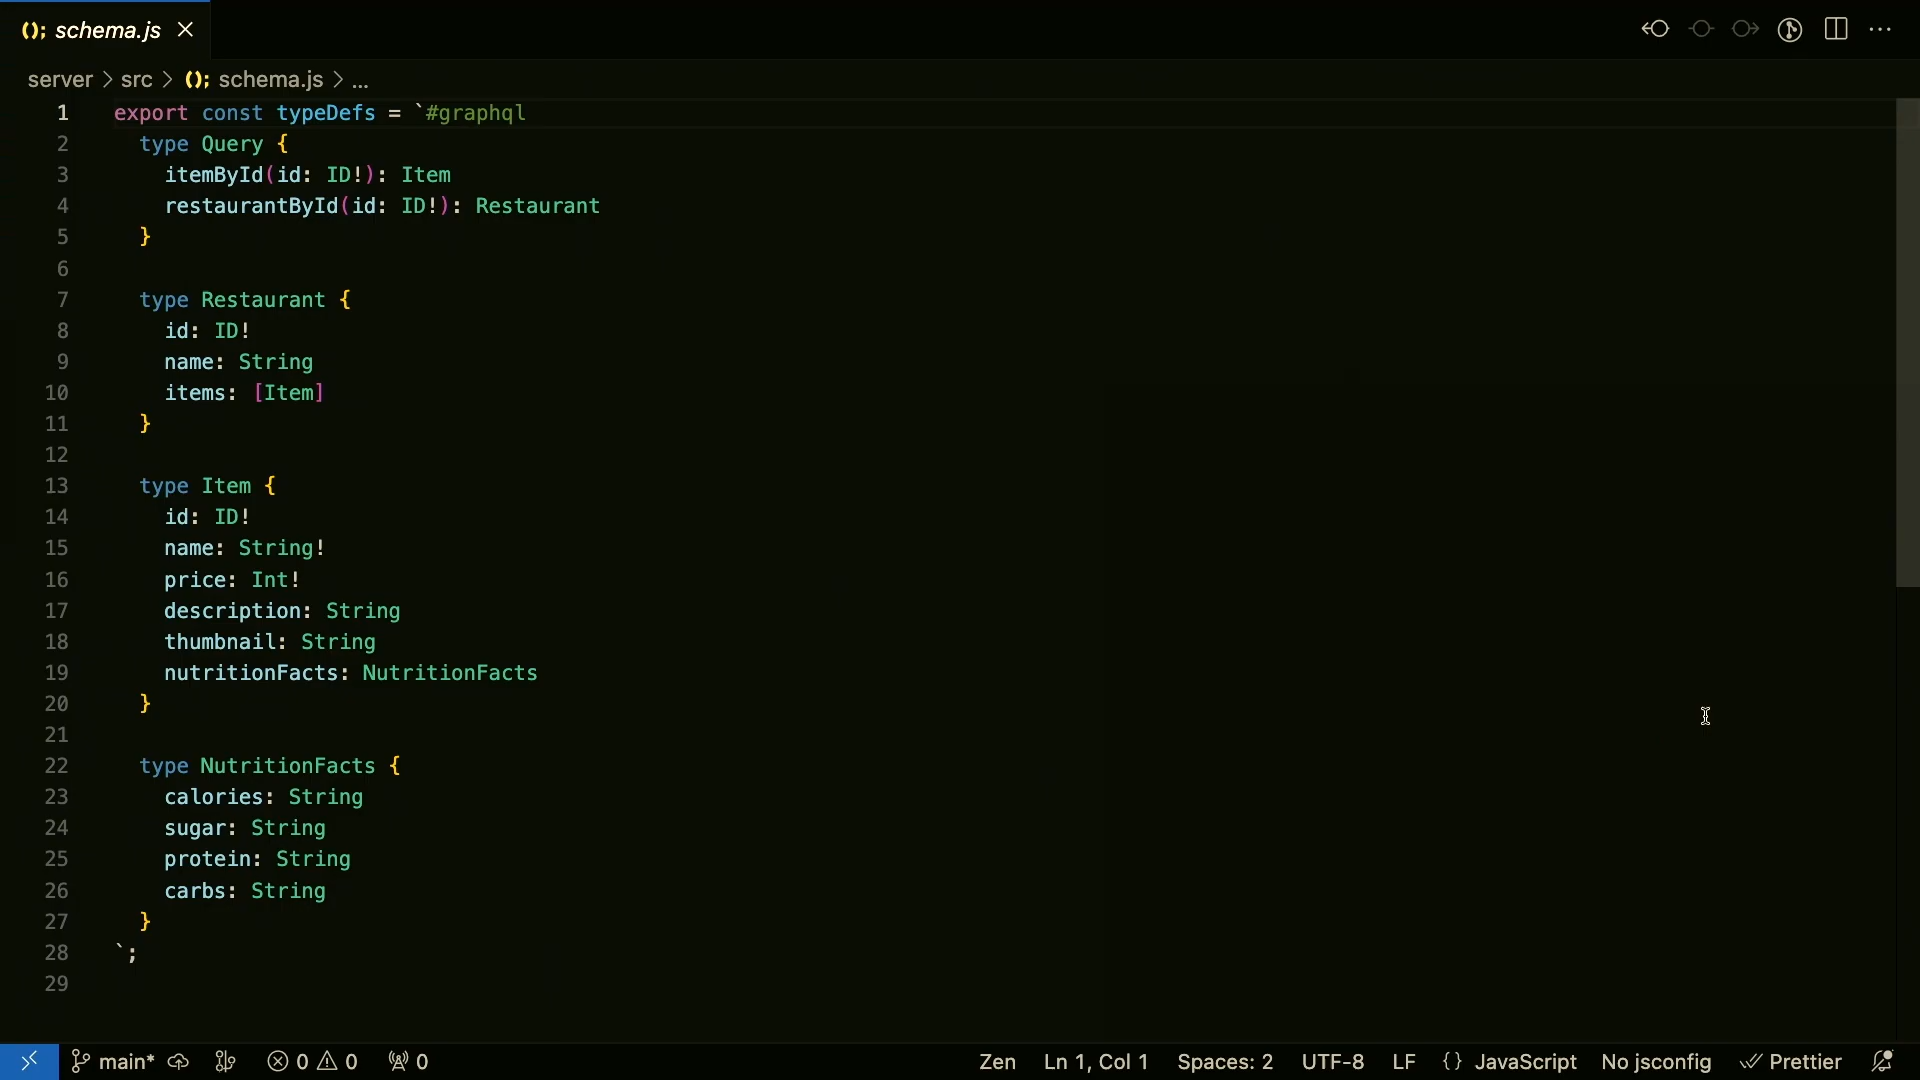 schema.js
server > src > schema.js > ...
1 export const typeDefs = `#graphql
2 type Query {
3 itemById(id: ID!): Item
4 restaurantById(id: ID!): Restaurant
5 }
6
7 type Restaurant {
8 id: ID!
9 name: String
10 items: [Item]
11 }
12
13 type Item {
14 id: ID!
15 name: String!
16 price: Int!
17 description: String
18 thumbnail: String
19 nutritionFacts: NutritionFacts
20 }
21
22 type NutritionFacts {
23 calories: String
24 sugar: String
25 protein: String
26 carbs: String
27 }
28 `;
29
main* 0 0 0 Zen Ln 1, Col 1 Spaces: 2 UTF-8 LF {} JavaScript No jsconfig Prettier